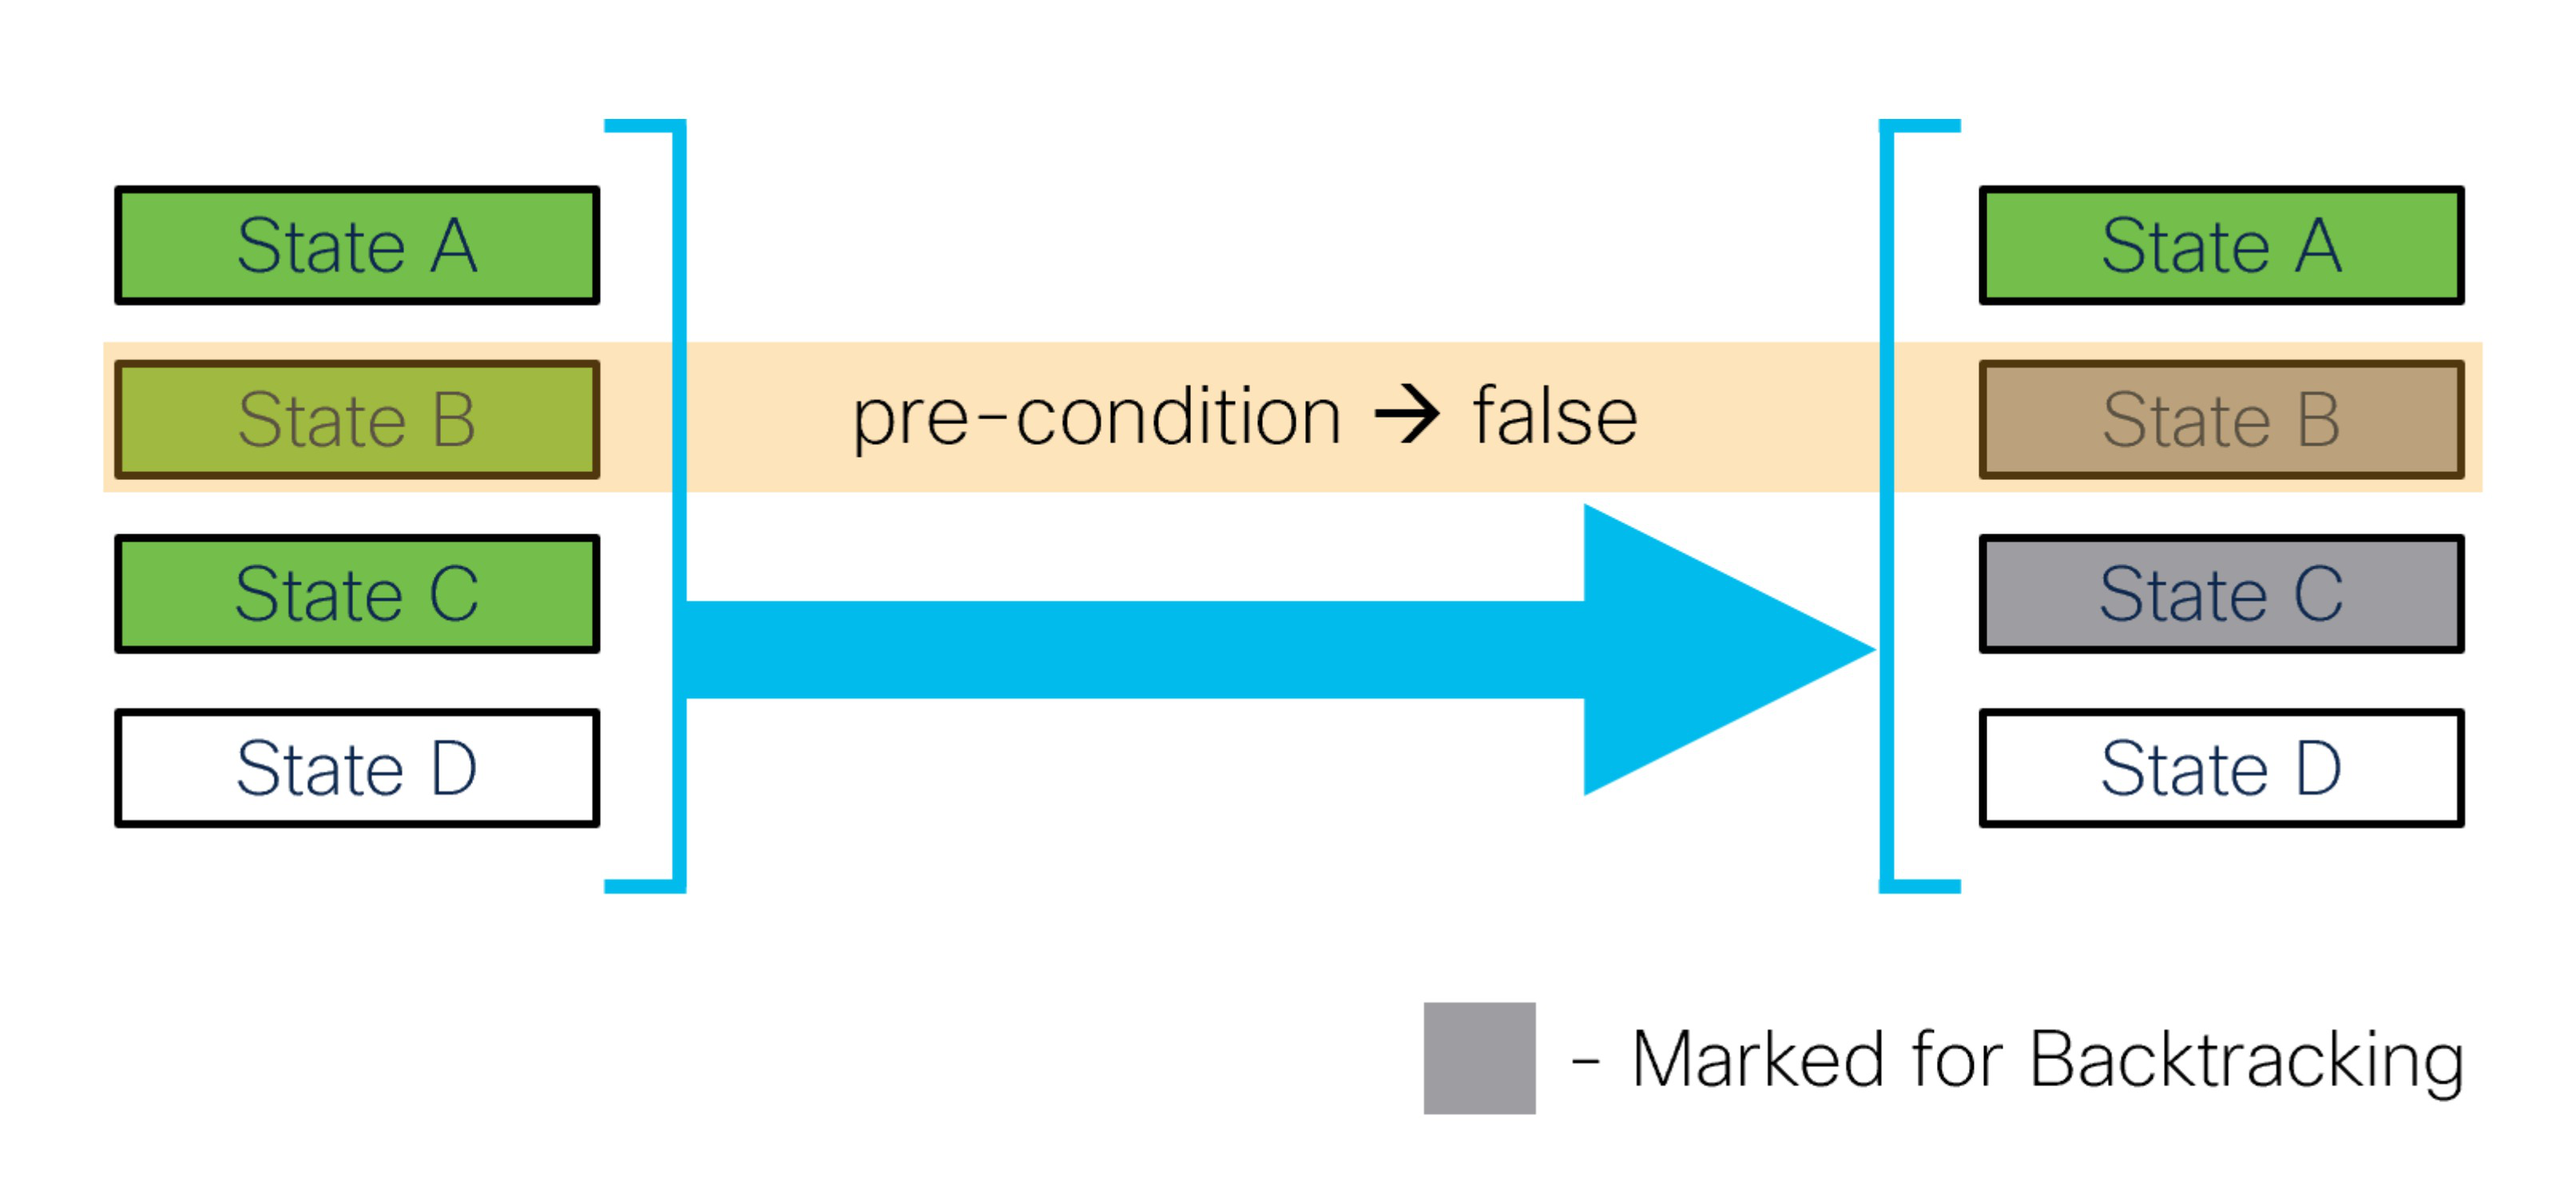 State A
State B
State C
State D
pre-condition → false
State A
State B
State C
State D
- Marked for Backtracking